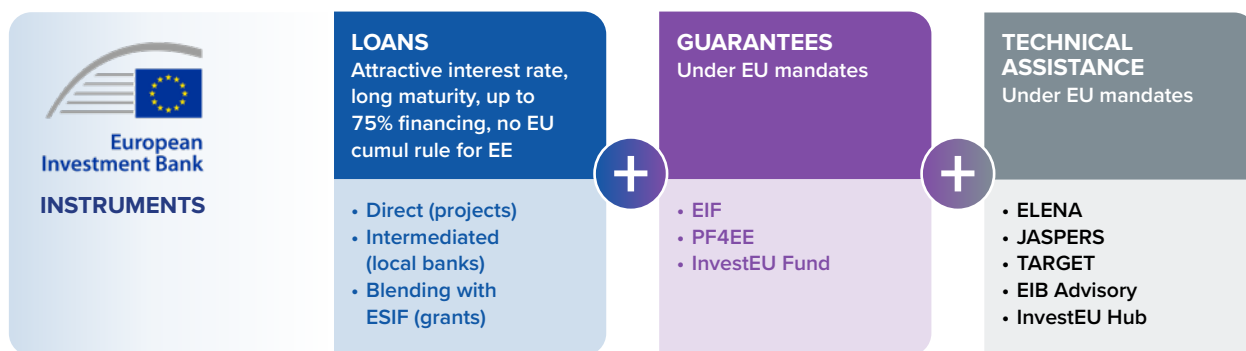 European
Investment Bank
INSTRUMENTS
LOANS
Attractive interest rate,
long maturity, up to
75% financing, no EU
cumul rule for EE
• Direct (projects)
• Intermediated
(local banks)
• Blending with
ESIF (grants)
+
GUARANTEES
Under EU mandates
• EIF
• PF4EE
• InvestEU Fund
+
TECHNICAL
ASSISTANCE
Under EU mandates
• ELENA
• JASPERS
• TARGET
• EIB Advisory
• InvestEU Hub